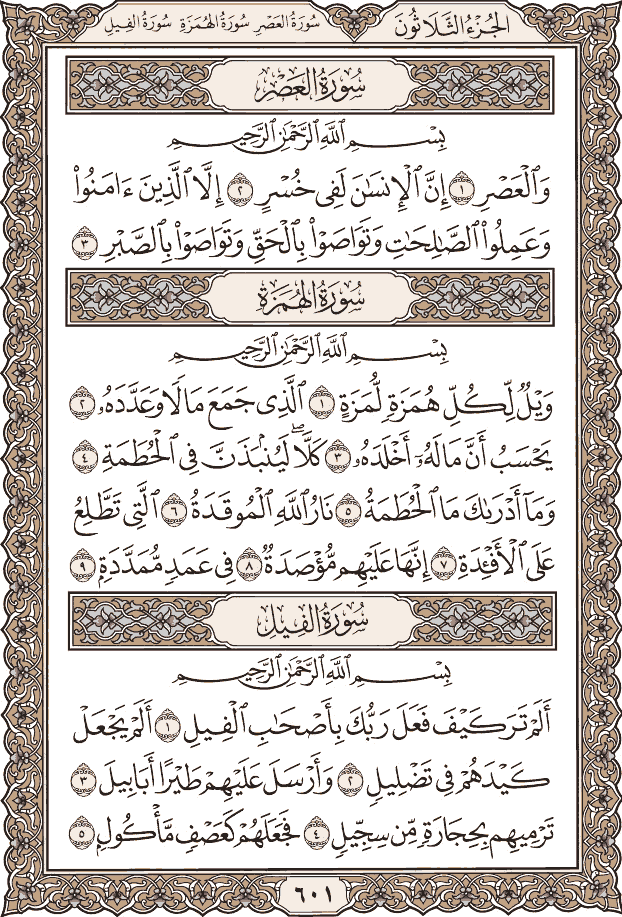 الجُزْءُ الثَّلَاثُونَ سُورَةُ العَصْرِ سُورَةُ الهُمَزَةِ سُورَةُ الفِيلِ
سُورَةُ العَصْرِ
بِسْمِ ٱللَّهِ ٱلرَّحْمَٰنِ ٱلرَّحِيمِ
وَٱلْعَصْرِ ١ إِنَّ ٱلْإِنسَٰنَ لَفِى خُسْرٍ ٢ إِلَّا ٱلَّذِينَ ءَامَنُوا۟
وَعَمِلُوا۟ ٱلصَّٰلِحَٰتِ وَتَوَاصَوْا۟ بِٱلْحَقِّ وَتَوَاصَوْا۟ بِٱلصَّبْرِ ٣
سُورَةُ الهُمَزَةِ
بِسْمِ ٱللَّهِ ٱلرَّحْمَٰنِ ٱلرَّحِيمِ
وَيْلٌ لِّكُلِّ هُمَزَةٍ لُّمَزَةٍ ١ ٱلَّذِى جَمَعَ مَالًا وَعَدَّدَهُۥ ٢
يَحْسَبُ أَنَّ مَالَهُۥٓ أَخْلَدَهُۥ ٣ كَلَّا ۖ لَيُنۢبَذَنَّ فِى ٱلْحُطَمَةِ ٤
وَمَآ أَدْرَىٰكَ مَا ٱلْحُطَمَةُ ٥ نَارُ ٱللَّهِ ٱلْمُوقَدَةُ ٦ ٱلَّتِى تَطَّلِعُ
عَلَى ٱلْأَفْـِٔدَةِ ٧ إِنَّهَا عَلَيْهِم مُّؤْصَدَةٌ ٨ فِى عَمَدٍ مُّمَدَّدَةٍۭ ٩
سُورَةُ الفِيلِ
بِسْمِ ٱللَّهِ ٱلرَّحْمَٰنِ ٱلرَّحِيمِ
أَلَمْ تَرَ كَيْفَ فَعَلَ رَبُّكَ بِأَصْحَٰبِ ٱلْفِيلِ ١ أَلَمْ يَجْعَلْ
كَيْدَهُمْ فِى تَضْلِيلٍ ٢ وَأَرْسَلَ عَلَيْهِمْ طَيْرًا أَبَابِيلَ ٣
تَرْمِيهِم بِحِجَارَةٍ مِّن سِجِّيلٍ ٤ فَجَعَلَهُمْ كَعَصْفٍ مَّأْكُولٍۭ ٥
٦٠١